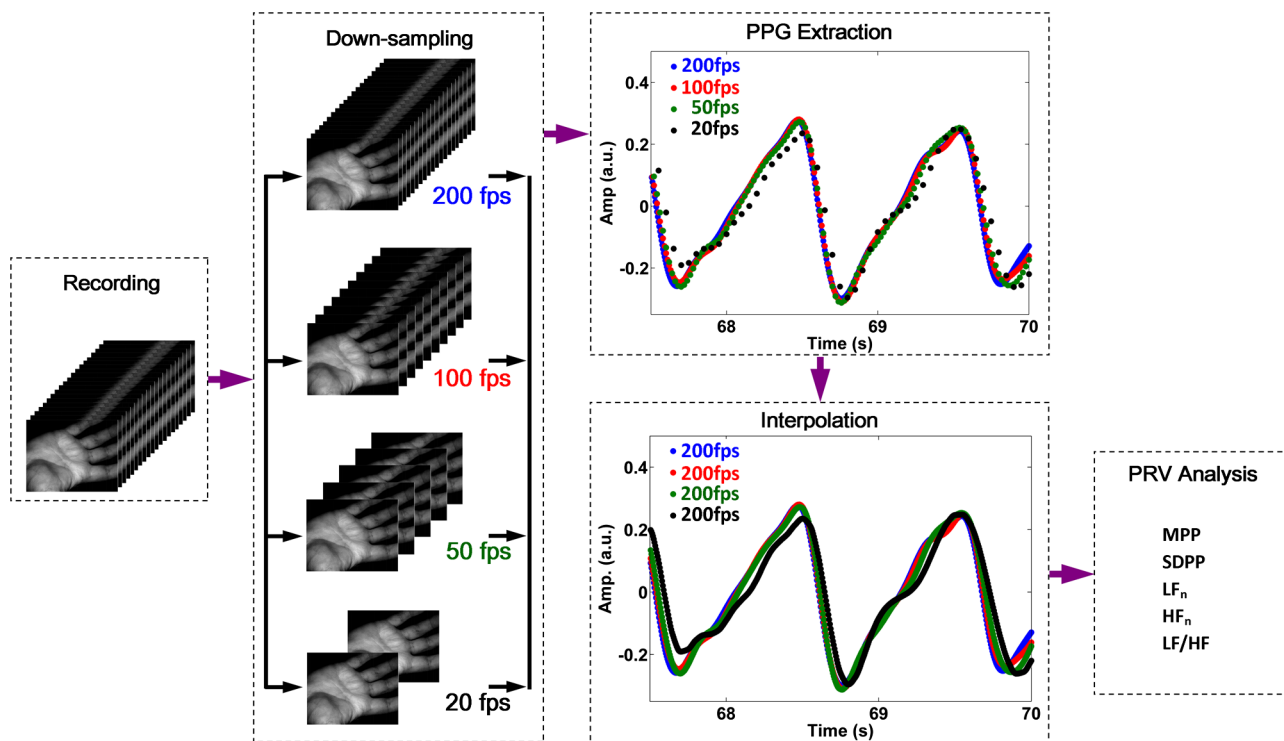 Recording
Down-sampling
200 fps
100 fps
50 fps
20 fps
PPG Extraction
200fps
100fps
50fps
20fps
0.4
0.2
0
-0.2
Amp (a.u.)
68
69
70
Time (s)
Interpolation
200fps
200fps
200fps
200fps
0.4
0.2
0
-0.2
Amp. (a.u.)
68
69
70
Time (s)
PRV Analysis
MPP
SDPP
LFn
HFn
LF/HF